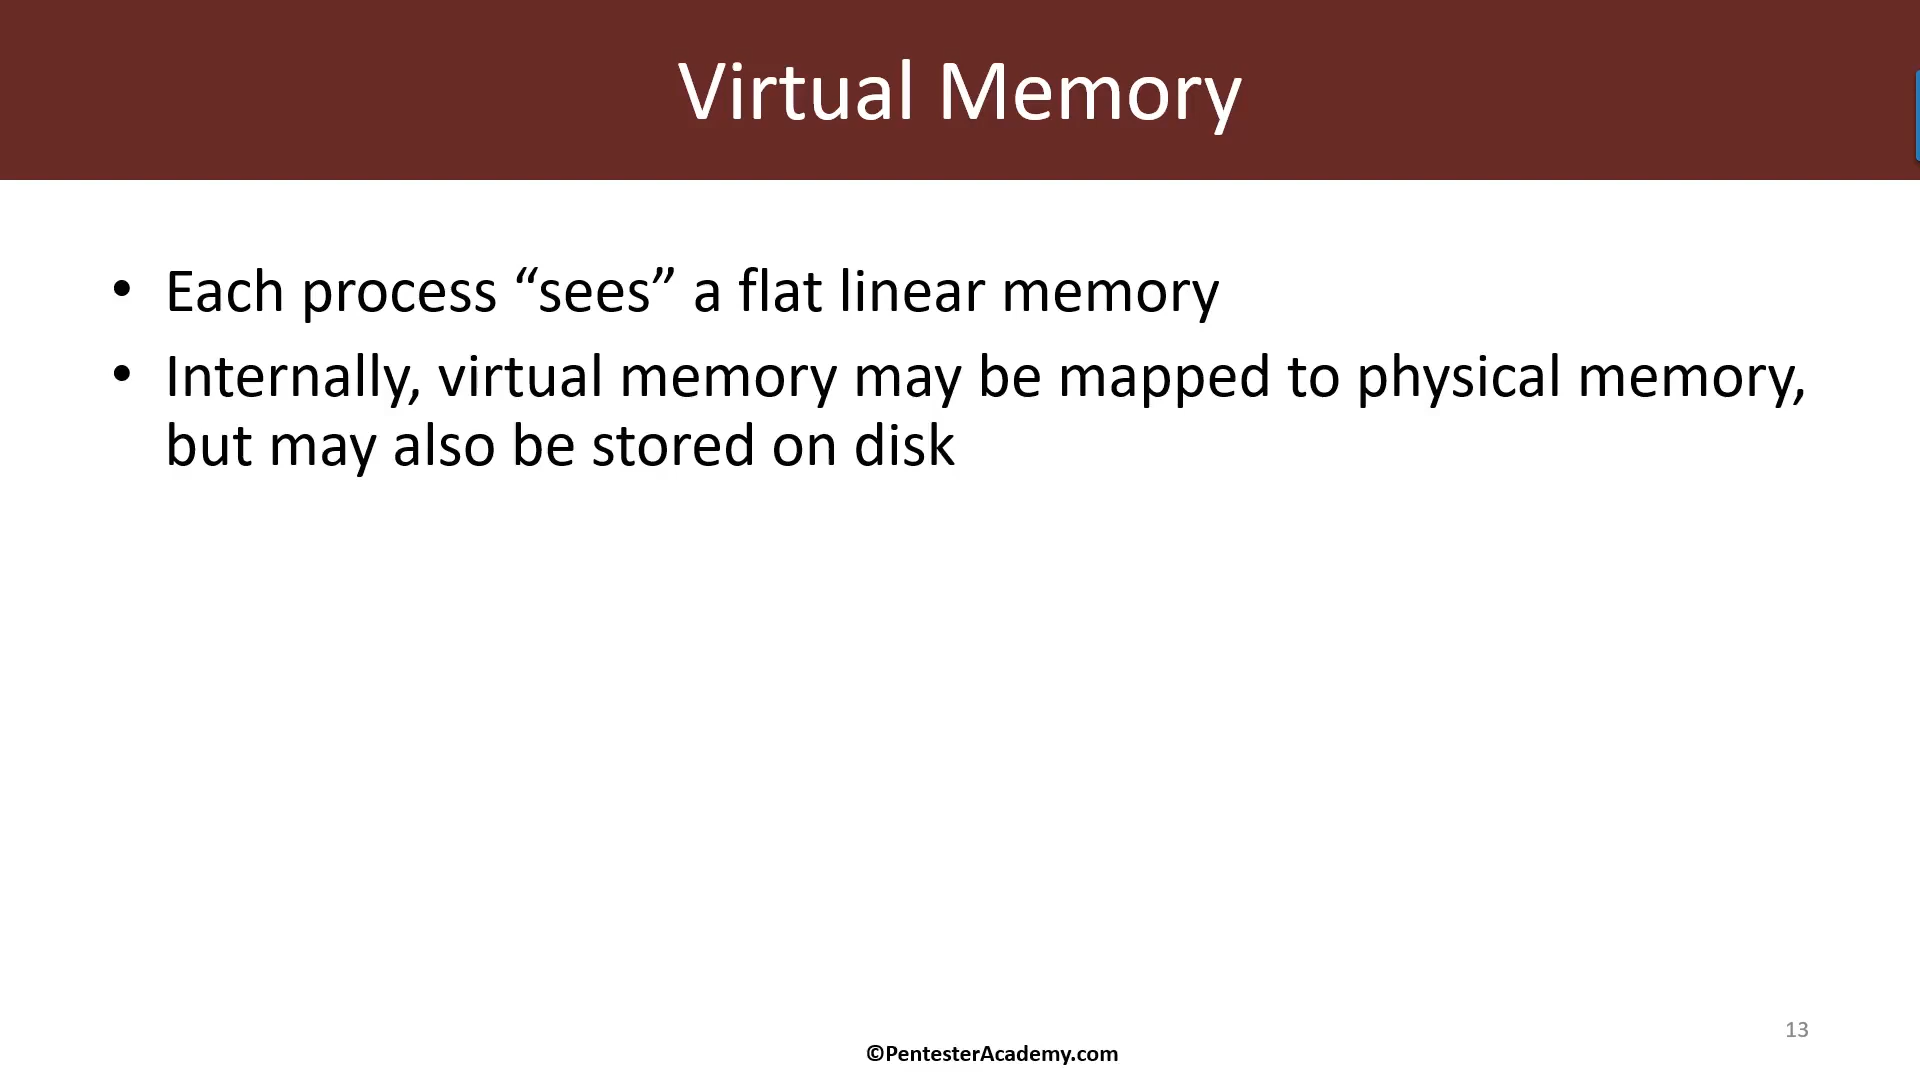 Virtual Memory
• Each process “sees” a flat linear memory
• Internally, virtual memory may be mapped to physical memory,
but may also be stored on disk
13
©PentesterAcademy.com